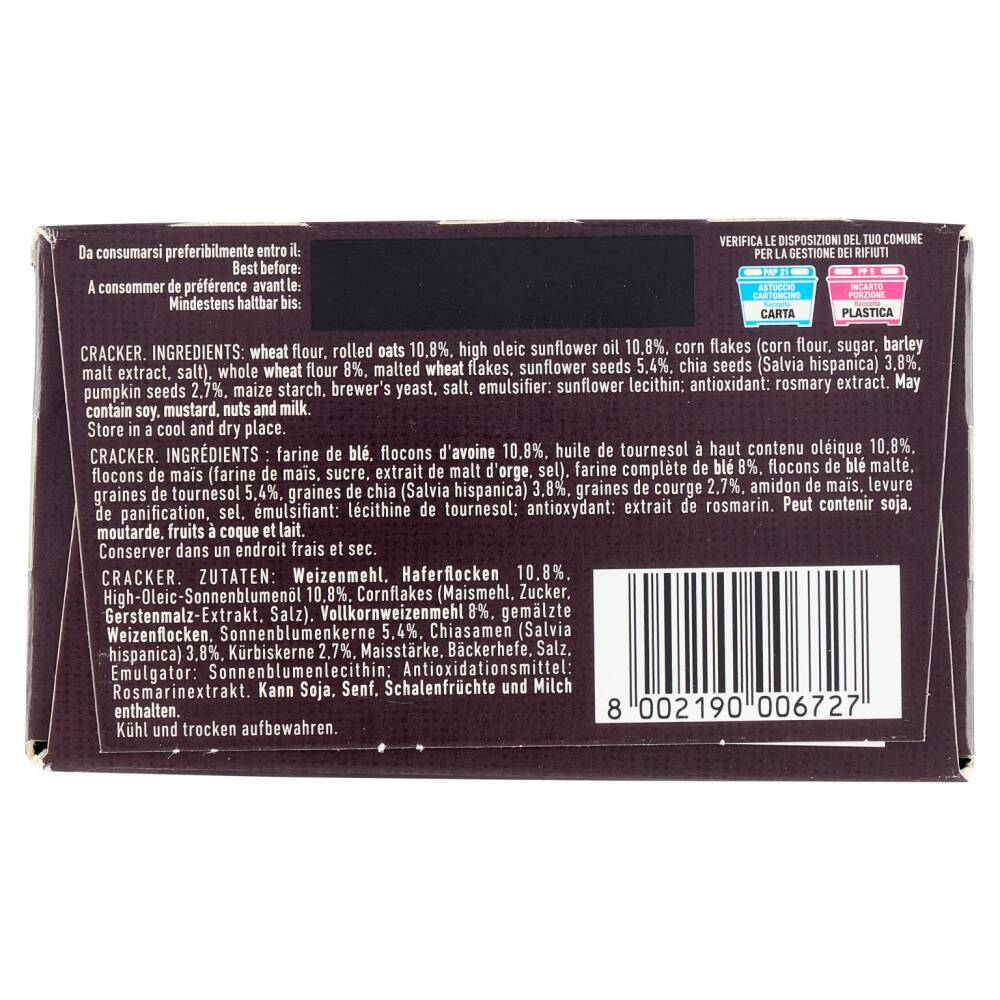 Da consumarsi preferibilmente entro il:
Best before:
A consommer de préférence avant le:
Mindestens haltbar bis:
VERIFICA LE DISPOSIZIONI DEL TUO COMUNE
PER LA GESTIONE DEI RIFIUTI
PAP 21
ASTUCCIO
CARTONCINO
Raccolta
CARTA
PP 5
INCARTO
PORZIONE
Raccolta
PLASTICA
CRACKER. INGREDIENTS: wheat flour, rolled oats 10,8%, high oleic sunflower oil 10,8%, corn flakes (corn flour, sugar, barley
malt extract, salt), whole wheat flour 8%, malted wheat flakes, sunflower seeds 5,4%, chia seeds (Salvia hispanica) 3,8%,
pumpkin seeds 2,7%, maize starch, brewer's yeast, salt, emulsifier: sunflower lecithin; antioxidant: rosmary extract. May
contain soy, mustard, nuts and milk.
Store in a cool and dry place.
CRACKER. INGRÉDIENTS : farine de blé, flocons d'avoine 10,8%, huile de tournesol à haut contenu oléique 10,8%,
flocons de maïs (farine de maïs, sucre, extrait de malt d'orge, sel), farine complète de blé 8%, flocons de blé malté,
graines de tournesol 5,4%, graines de chia (Salvia hispanica) 3,8%, graines de courge 2,7%, amidon de maïs, levure
de panification, sel, émulsifiant: lécithine de tournesol; antioxydant: extrait de rosmarin. Peut contenir soja,
moutarde, fruits à coque et lait.
Conserver dans un endroit frais et sec.
CRACKER. ZUTATEN: Weizenmehl, Haferflocken 10,8%,
High-Oleic-Sonnenblumenöl 10,8%, Cornflakes (Maismehl, Zucker,
Gerstenmalz-Extrakt, Salz), Vollkornweizenmehl 8%, gemälzte
Weizenflocken, Sonnenblumenkerne 5,4%, Chiasamen (Salvia
hispanica) 3,8%, Kürbiskerne 2,7%, Maisstärke, Bäckerhefe, Salz,
Emulgator: Sonnenblumenlecithin; Antioxidationsmittel:
Rosmarinextrakt. Kann Soja, Senf, Schalenfrüchte und Milch
enthalten.
Kühl und trocken aufbewahren.
8 002190 006727